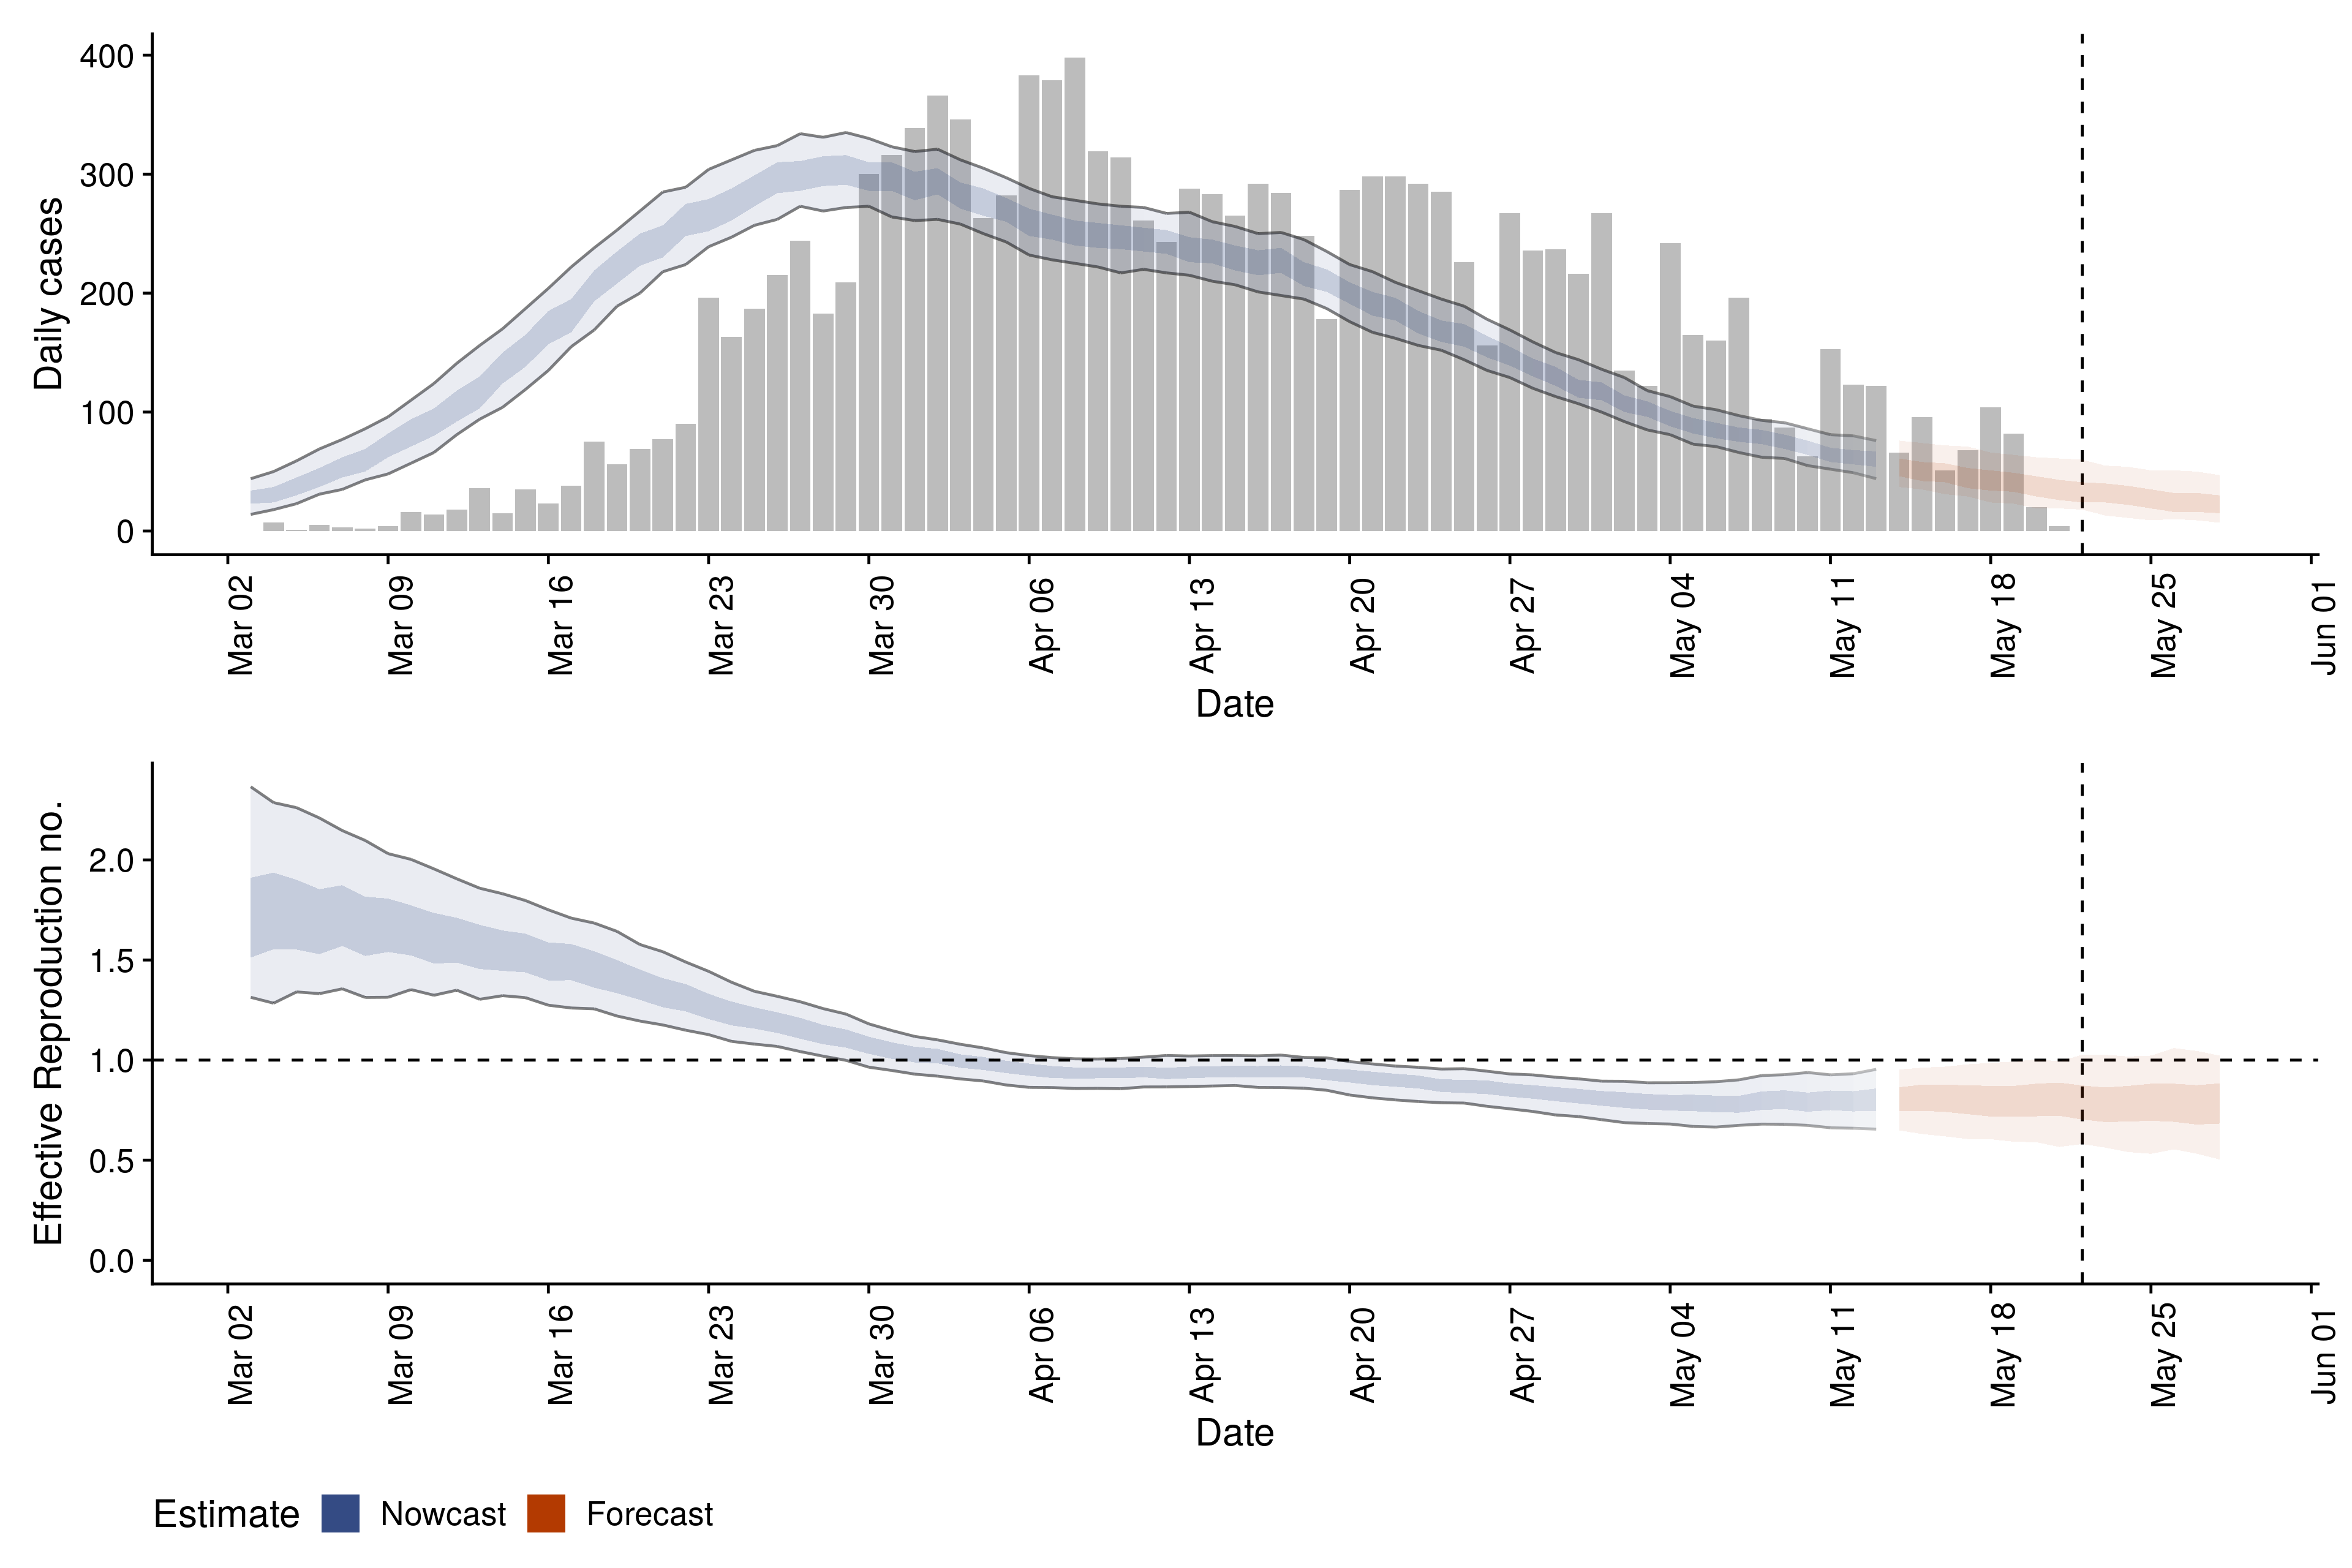 400
300
200
100
0
Daily cases
Mar 02
Mar 09
Mar 16
Mar 23
Mar 30
Apr 06
Apr 13
Apr 20
Apr 27
May 04
May 11
May 18
May 25
Jun 01
Date
2.0
1.5
1.0
0.5
0.0
Effective Reproduction no.
Mar 02
Mar 09
Mar 16
Mar 23
Mar 30
Apr 06
Apr 13
Apr 20
Apr 27
May 04
May 11
May 18
May 25
Jun 01
Date
Estimate Nowcast Forecast